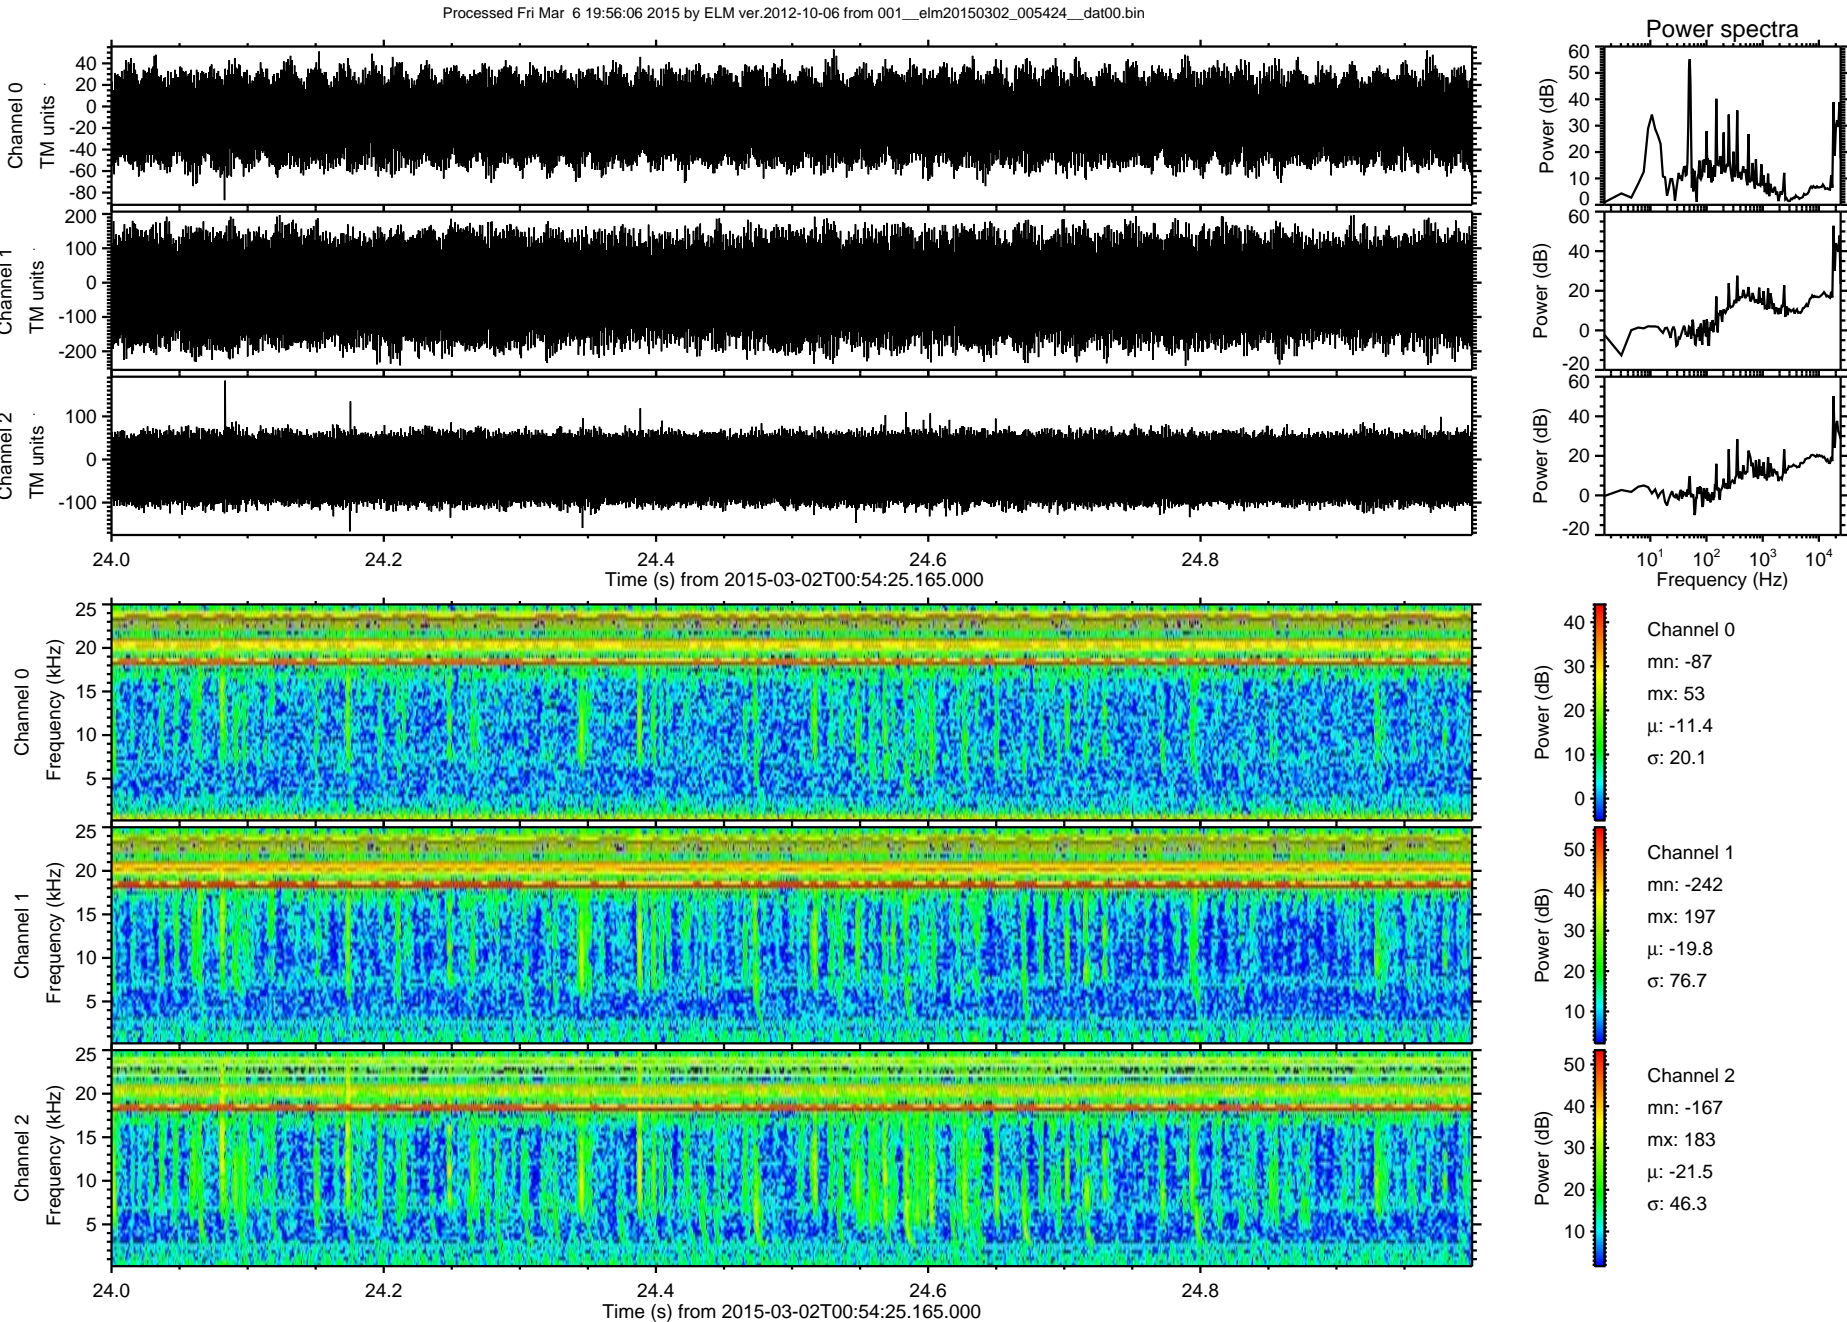 Processed Fri Mar 6 19:56:06 2015 by ELM ver.2012-10-06 from 001__elm20150302_005424__dat00.bin
Power spectra
Channel 0
TM units
40
20
0
-20
-40
-60
-80
Power (dB)
60
50
40
30
20
10
0
Channel 1
TM units
200
100
0
-100
-200
Power (dB)
60
40
20
0
-20
Channel 2
TM units
100
0
-100
Power (dB)
60
40
20
0
-20
24.0 24.2 24.4 24.6 24.8
Time (s) from 2015-03-02T00:54:25.165.000
10¹ 10² 10³ 10⁴
Frequency (Hz)
Channel 0
Frequency (kHz)
25
20
15
10
5
Power (dB)
40
30
20
10
0
Channel 0
mn: -87
mx: 53
μ: -11.4
σ: 20.1
Channel 1
Frequency (kHz)
25
20
15
10
5
Power (dB)
50
40
30
20
10
Channel 1
mn: -242
mx: 197
μ: -19.8
σ: 76.7
Channel 2
Frequency (kHz)
25
20
15
10
5
Power (dB)
50
40
30
20
10
Channel 2
mn: -167
mx: 183
μ: -21.5
σ: 46.3
24.0 24.2 24.4 24.6 24.8
Time (s) from 2015-03-02T00:54:25.165.000